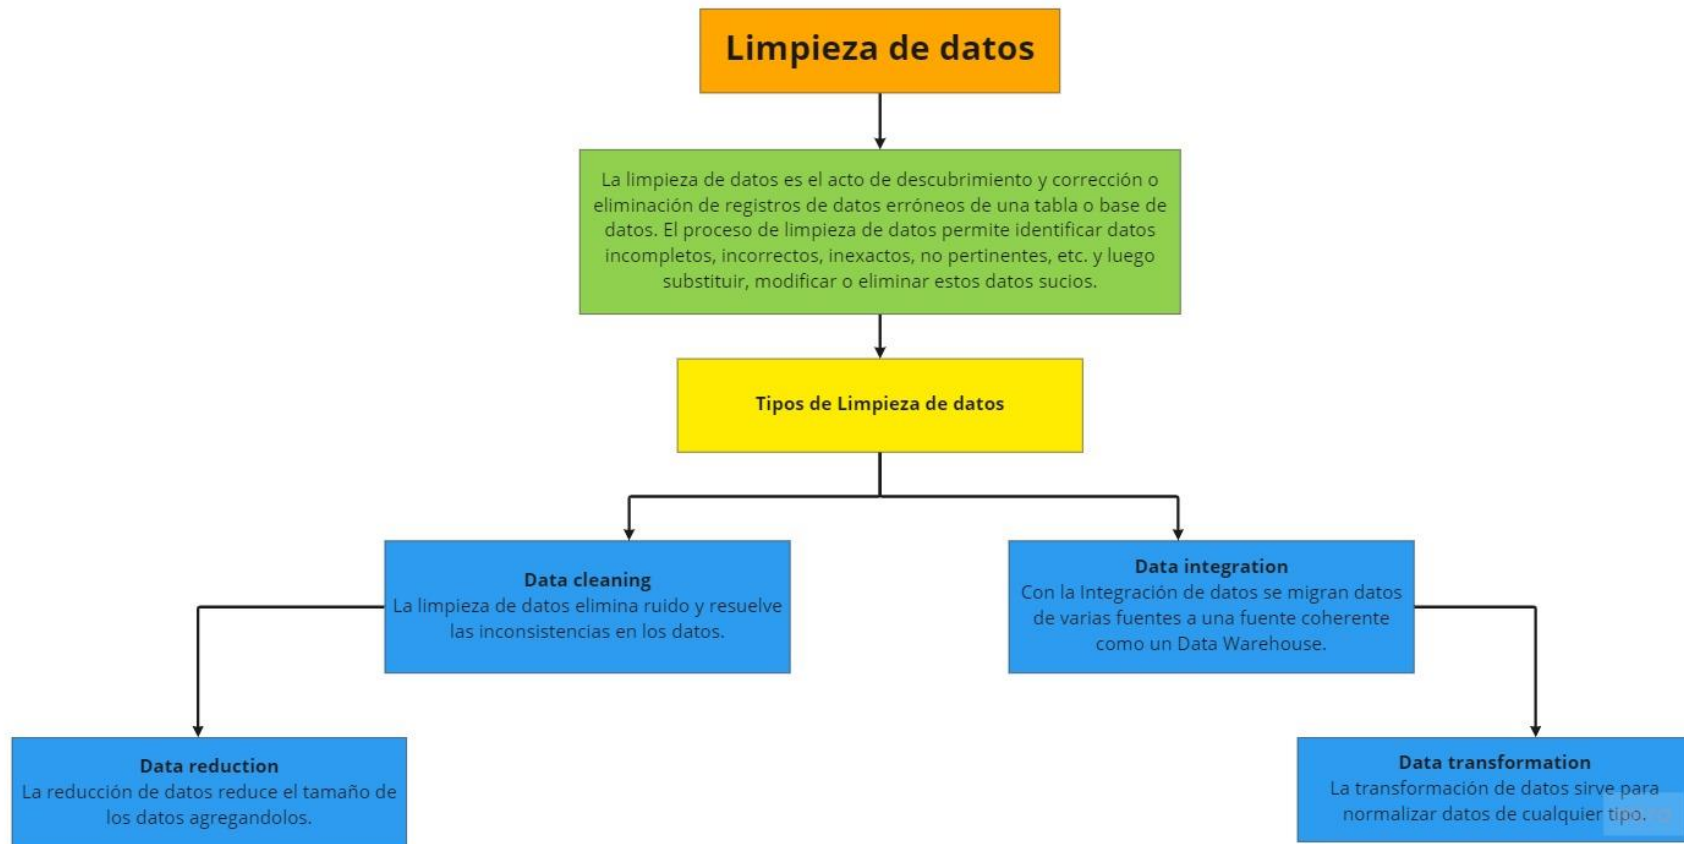 Limpieza de datos
La limpieza de datos es el acto de descubrimiento y corrección o
eliminación de registros de datos erróneos de una tabla o base de
datos. El proceso de limpieza de datos permite identificar datos
incompletos, incorrectos, inexactos, no pertinentes, etc. y luego
substituir, modificar o eliminar estos datos sucios.
Tipos de Limpieza de datos
Data cleaning
La limpieza de datos elimina ruido y resuelve
las inconsistencias en los datos.
Data integration
Con la Integración de datos se migran datos
de varias fuentes a una fuente coherente
como un Data Warehouse.
Data reduction
La reducción de datos reduce el tamaño de
los datos agregandolos.
Data transformation
La transformación de datos sirve para
normalizar datos de cualquier tipo.